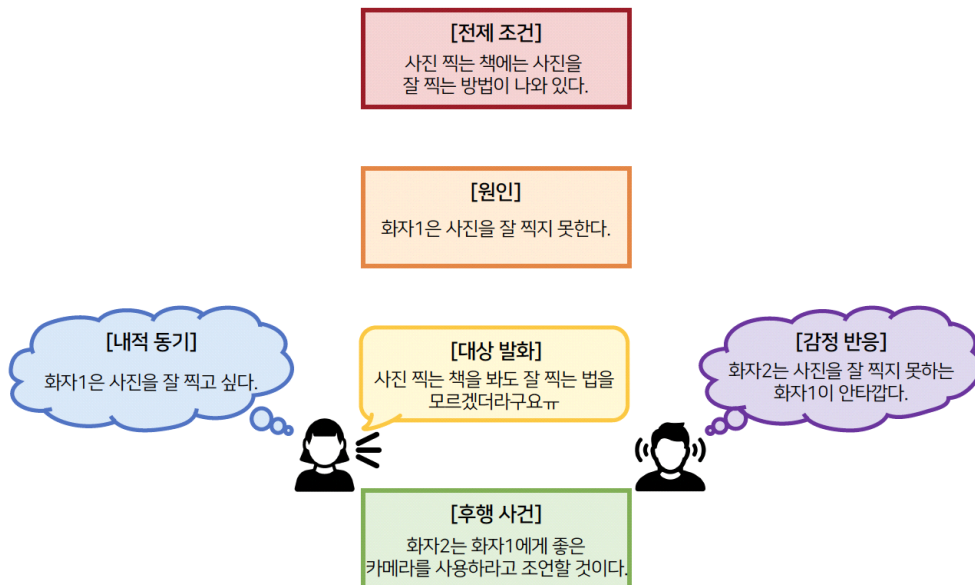 [전제 조건]
사진 찍는 책에는 사진을
잘 찍는 방법이 나와 있다.
[원인]
화자1은 사진을 잘 찍지 못한다.
[내적 동기]
화자1은 사진을 잘 찍고 싶다.
[대상 발화]
사진 찍는 책을 봐도 잘 찍는 법을
모르겠더라구요ㅠ
[감정 반응]
화자2는 사진을 잘 찍지 못하는
화자1이 안타깝다.
[후행 사건]
화자2는 화자1에게 좋은
카메라를 사용하라고 조언할 것이다.